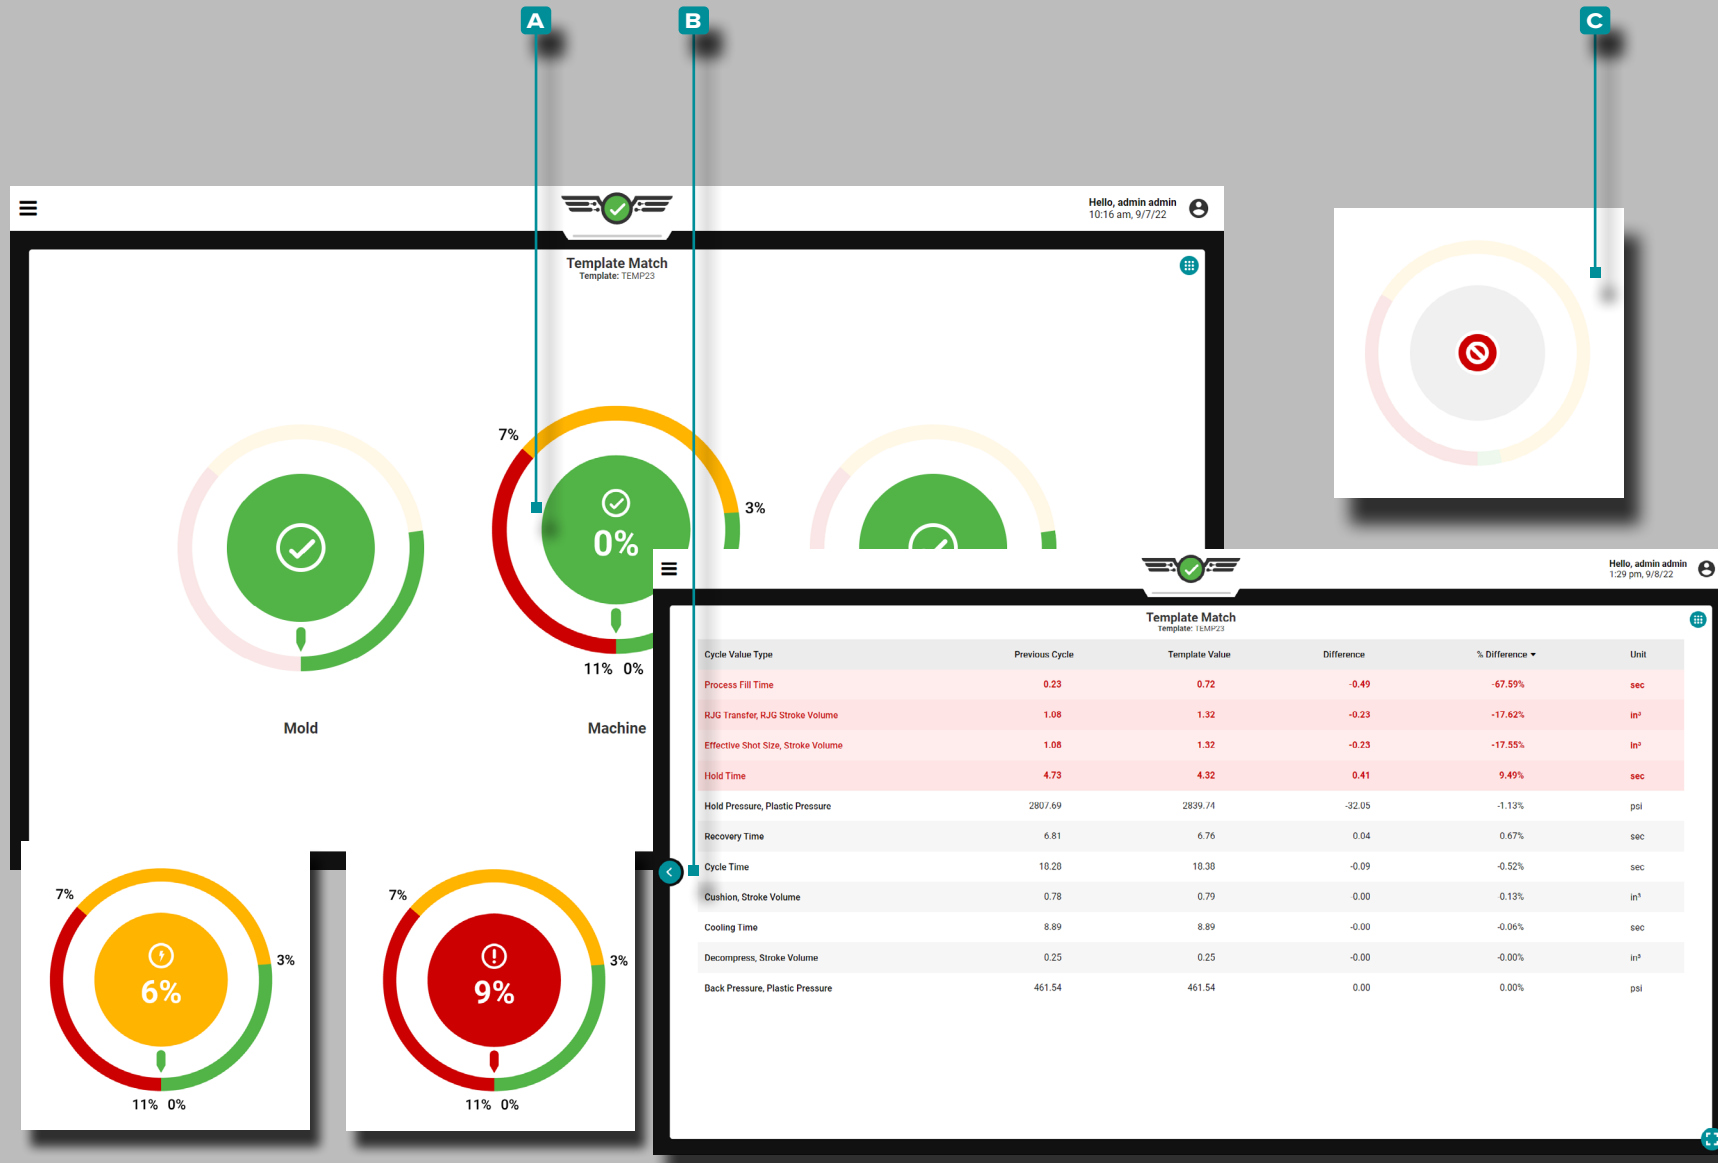 A
B
C
Hello, admin admin
10:16 am, 9/7/22
Template Match
Template: TEMP23
7%
3%
0%
11% 0%
Mold
Machine
Hello, admin admin
1:29 pm, 9/8/22
Template Match
Template: TEMP23
Cycle Value Type Previous Cycle Template Value Difference % Difference Unit
Process Fill Time 0.23 0.72 -0.49 -67.59% sec
RJG Transfer, RJG Stroke Volume 1.08 1.32 -0.23 -17.62% in³
Effective Shot Size, Stroke Volume 1.08 1.32 -0.23 -17.55% in³
Hold Time 4.73 4.32 0.41 9.49% sec
Hold Pressure, Plastic Pressure 2807.69 2839.74 -32.05 -1.13% psi
Recovery Time 6.81 6.76 0.04 0.67% sec
Cycle Time 18.28 18.38 -0.09 -0.52% sec
Cushion, Stroke Volume 0.78 0.79 -0.00 -0.13% in³
Cooling Time 8.89 8.89 -0.00 -0.06% sec
Decompress, Stroke Volume 0.25 0.25 -0.00 -0.00% in³
Back Pressure, Plastic Pressure 461.54 461.54 0.00 0.00% psi
7%
3%
6%
11% 0%
7%
3%
9%
11% 0%